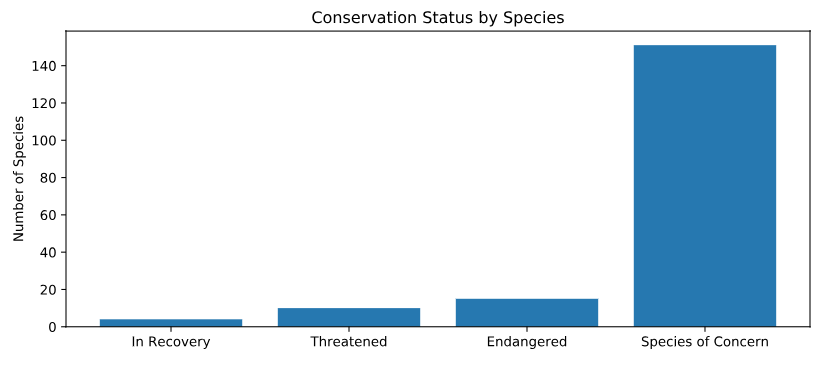 Conservation Status by Species
Number of Species
140
120
100
80
60
40
20
0
In Recovery
Threatened
Endangered
Species of Concern